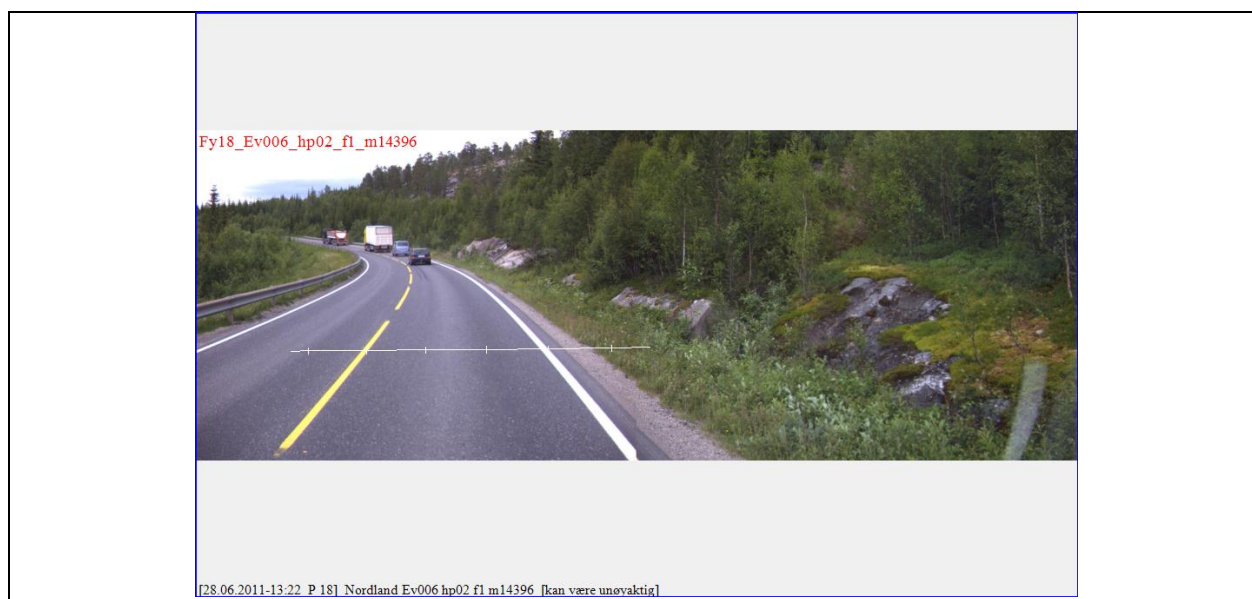 Fy18_Ev006_hp02_f1_m14396
[28.06.2011-13:22 P 18] Nordland Ev006 hp02 f1 m14396 [kan være unøyaktig]